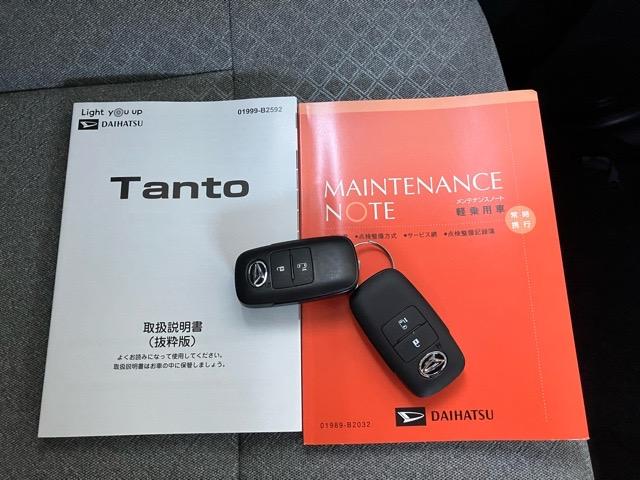 Light you up
DAIHATSU
01999-B2592
Tanto
取扱説明書
（抜粋版）
よくお読みになって使用してください。
取扱説明書はお車の中に保管しましょう。
MAINTENANCE
NOTE
メンテナンスノート
軽乗用車
常時
携行
●点検整備方式 ●サービス網 ●点検整備記録簿
01989-B2032
DAIHATSU